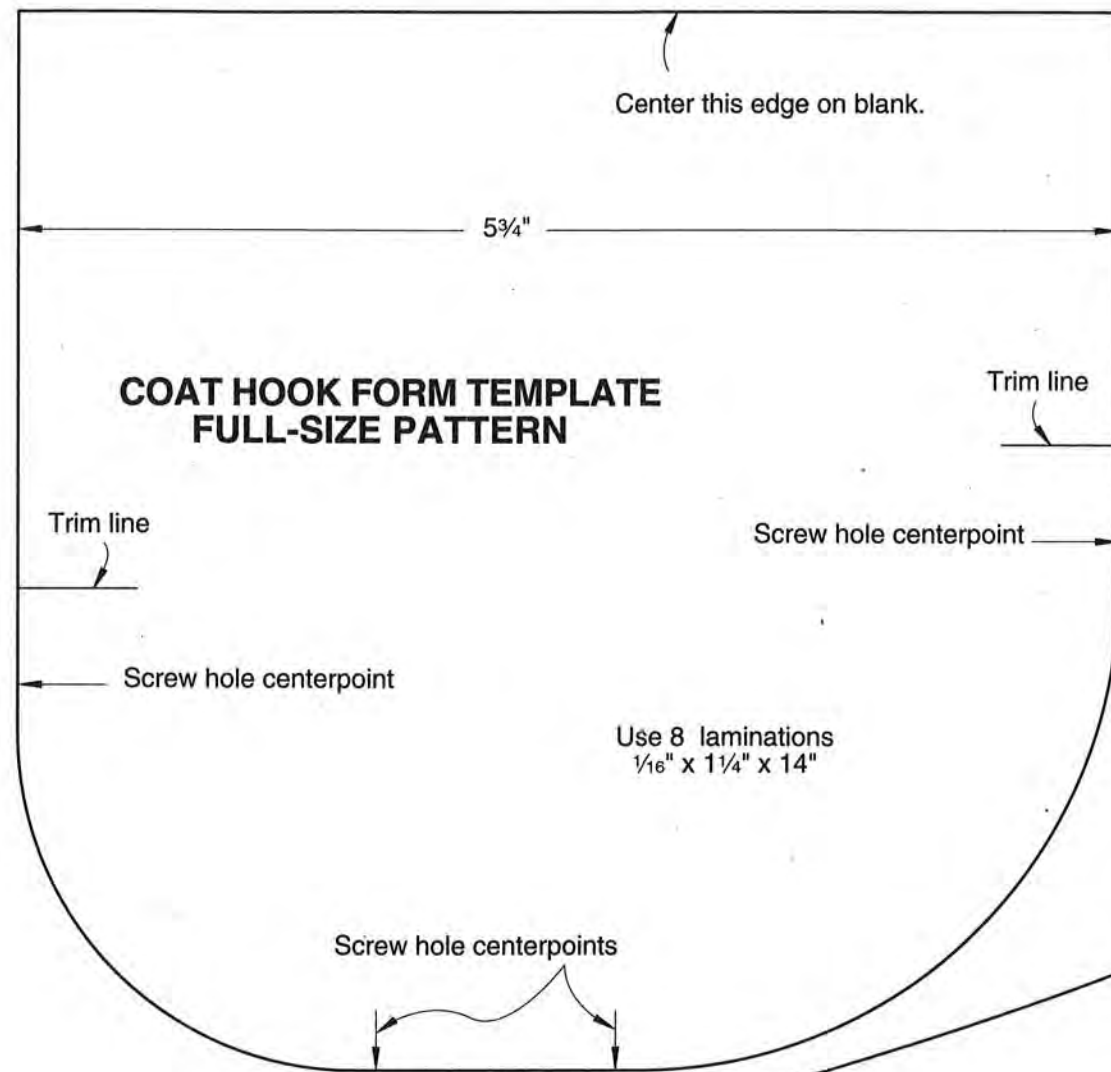 Center this edge on blank.
5¾"
COAT HOOK FORM TEMPLATE
FULL-SIZE PATTERN
Trim line
Trim line
Screw hole centerpoint
Screw hole centerpoint
Use 8 laminations
1⁄16" x 1¼" x 14"
Screw hole centerpoints